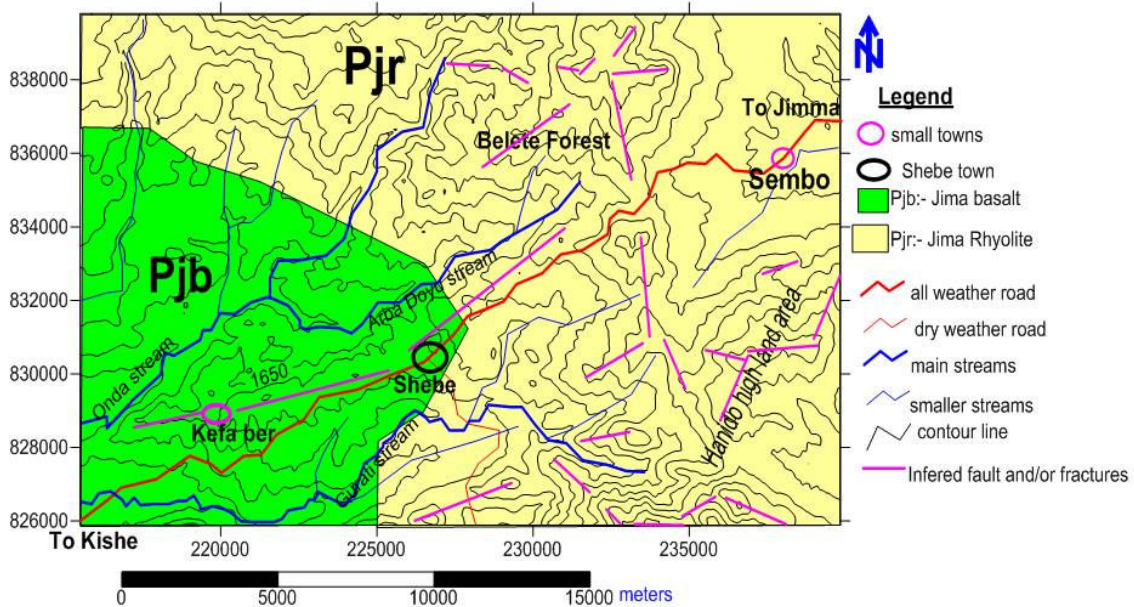 838000
836000
834000
832000
830000
828000
826000
Pjr
Pjb
Belete Forest
To Jimma
Sembo
Arba Doyo stream
Onda stream
1650
Shebe
Kefa ber
Gurati stream
Hanido high land area
To Kishe
220000
225000
230000
235000
0
5000
10000
15000 meters
N
Legend
small towns
Shebe town
Pjb:- Jima basalt
Pjr:- Jima Rhyolite
all weather road
dry weather road
main streams
smaller streams
contour line
Infered fault and/or fractures